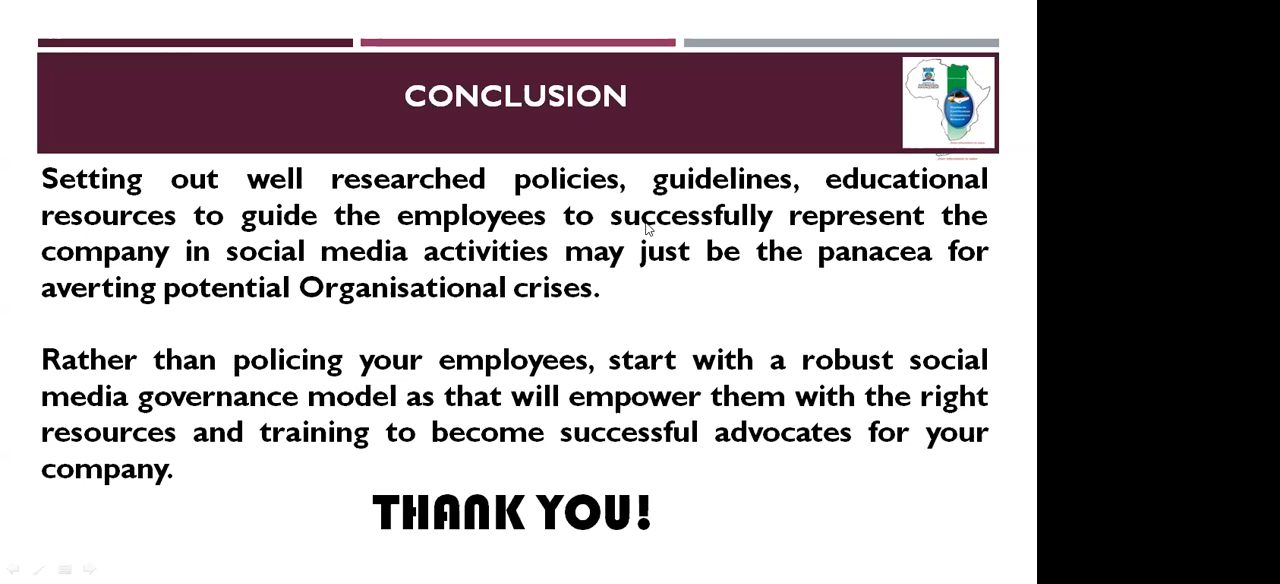 CONCLUSION
Setting out well researched policies, guidelines, educational
resources to guide the employees to successfully represent the
company in social media activities may just be the panacea for
averting potential Organisational crises.
Rather than policing your employees, start with a robust social
media governance model as that will empower them with the right
resources and training to become successful advocates for your
company.
THANK YOU!